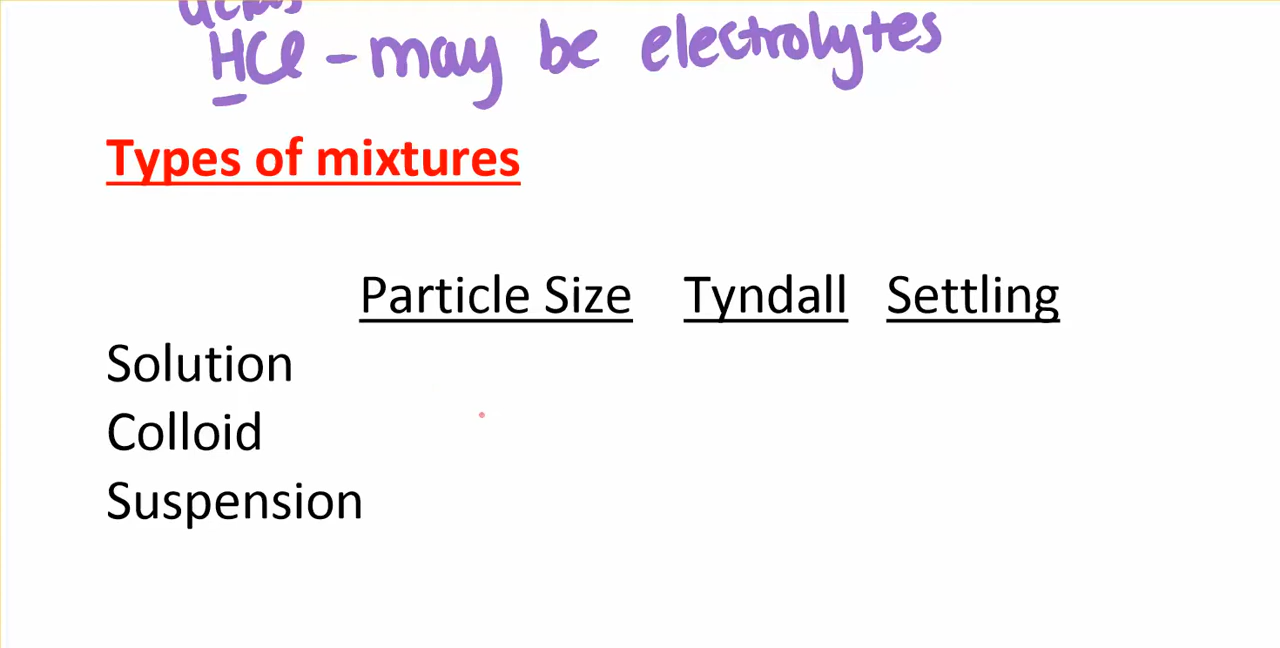 HCl - may be electrolytes
Types of mixtures
Particle Size Tyndall Settling
Solution
Colloid
Suspension